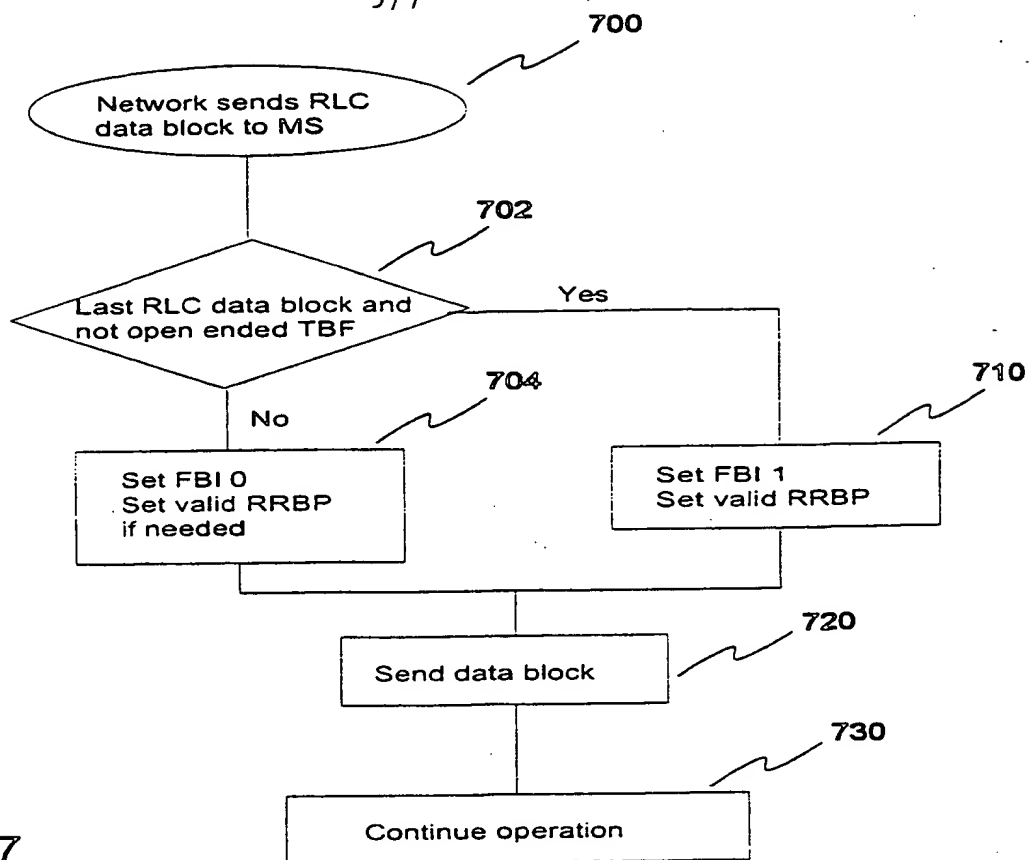 700
Network sends RLC
data block to MS
702
Last RLC data block and
not open ended TBF
Yes
704
710
No
Set FBI 0
Set valid RRBP
if needed
Set FBI 1
Set valid RRBP
720
Send data block
730
Continue operation
7